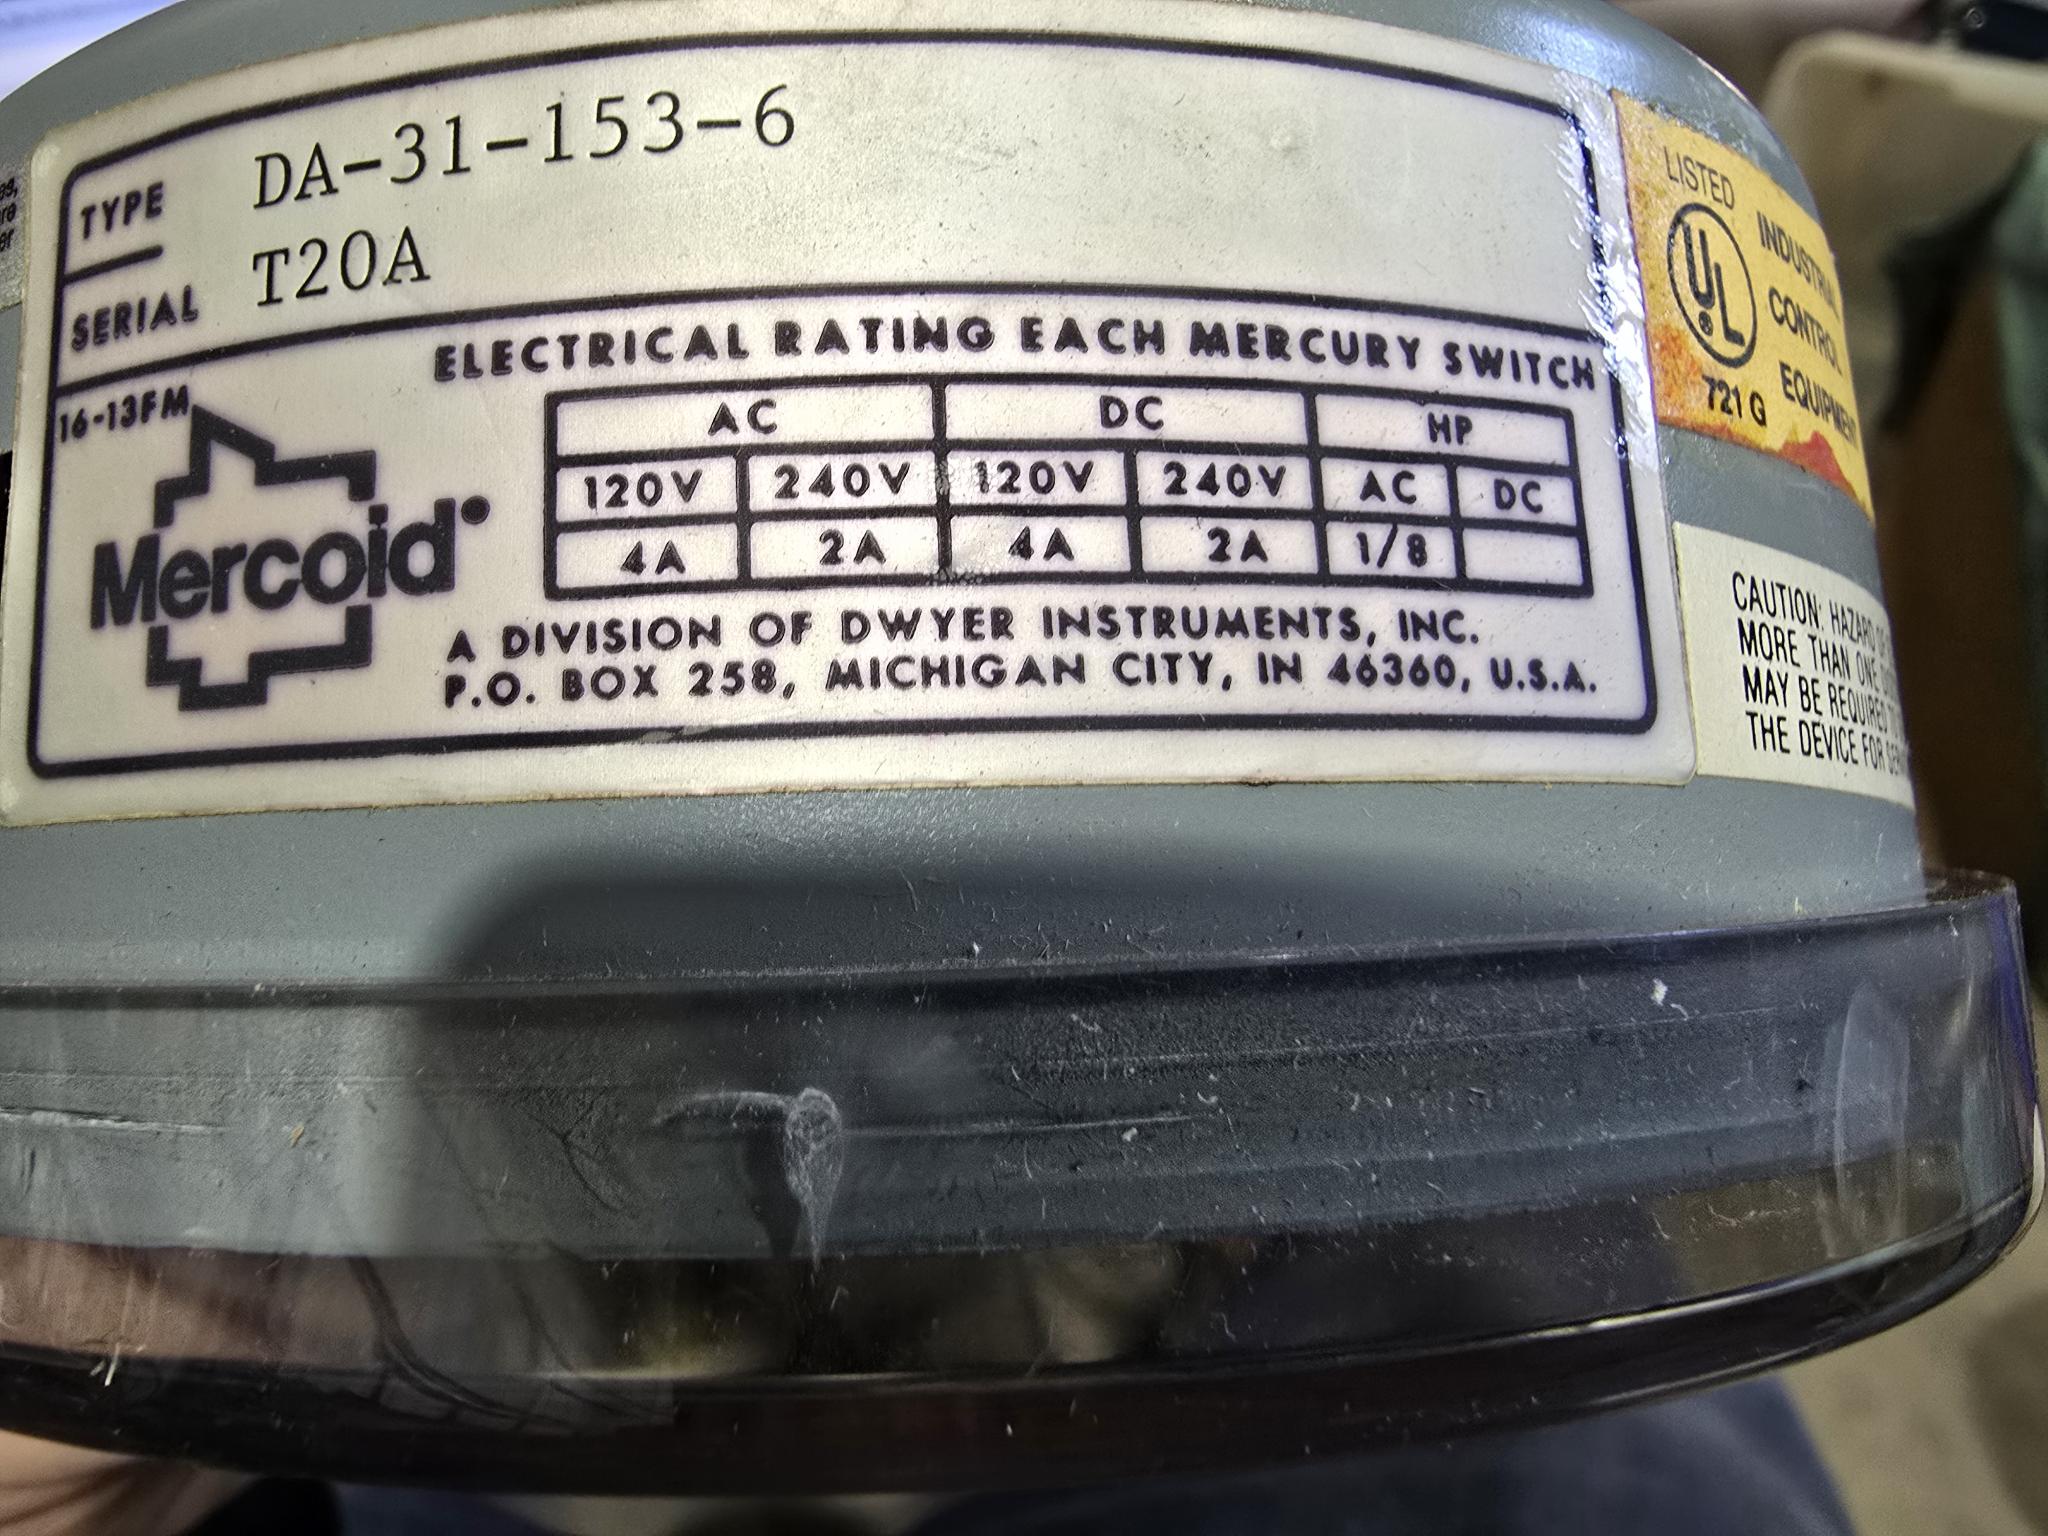 TYPE DA-31-153-6
SERIAL T20A
16-13FM
ELECTRICAL RATING EACH MERCURY SWITCH
AC DC HP
120V 240V 120V 240V AC DC
4A 2A 4A 2A 1/8
Mercoid
A DIVISION OF DWYER INSTRUMENTS, INC.
P.O. BOX 258, MICHIGAN CITY, IN 46360, U.S.A.
LISTED
UL ®
721G
INDUSTRIAL
CONTROL
EQUIPMENT
CAUTION: HAZARD OF
MORE THAN ONE
MAY BE REQUIRED
THE DEVICE FOR